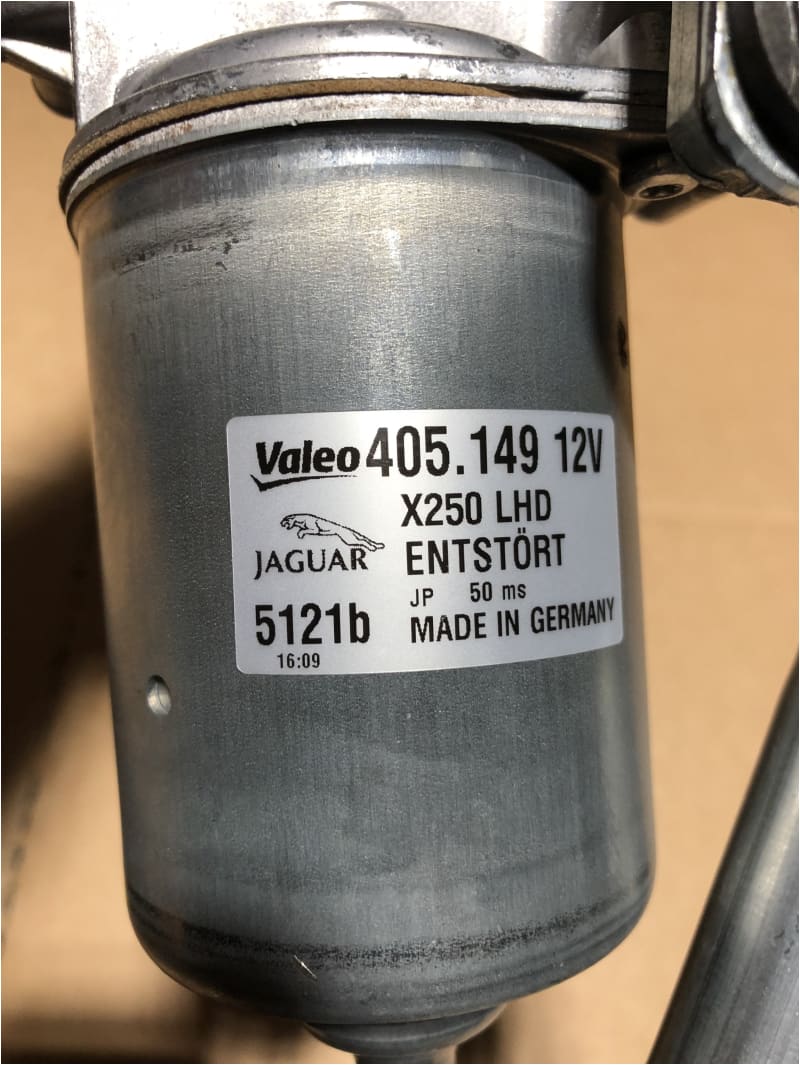 Valeo 405.149 12V
X250 LHD
JAGUAR ENTSTÖRT
JP 50 ms
5121b MADE IN GERMANY
16:09